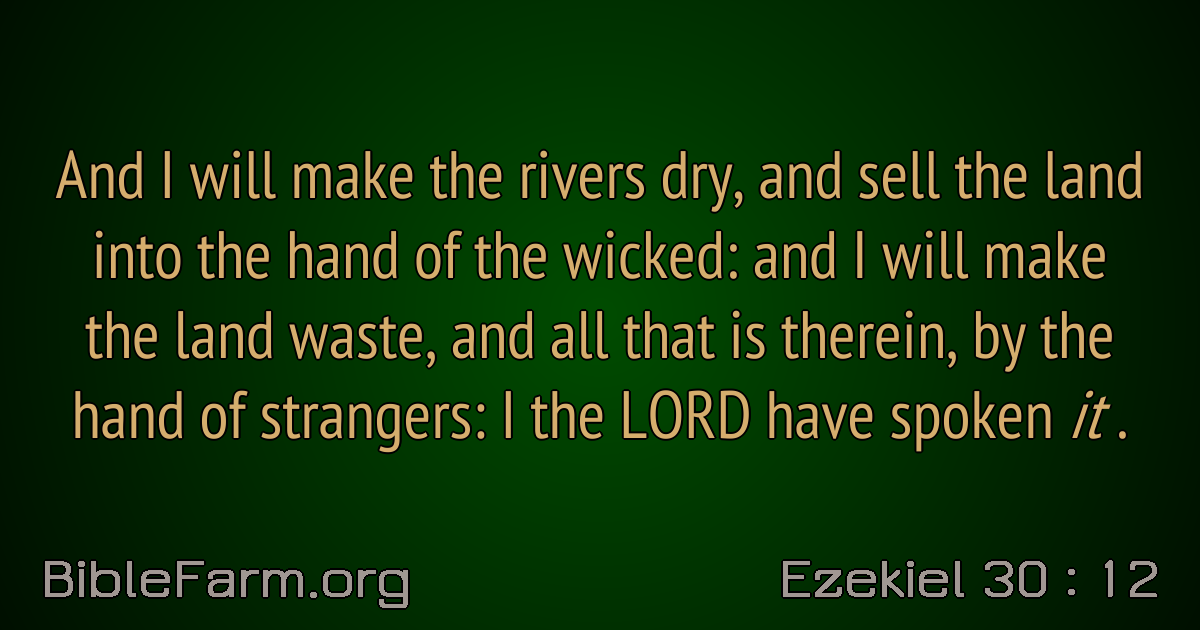 And I will make the rivers dry, and sell the land
into the hand of the wicked: and I will make
the land waste, and all that is therein, by the
hand of strangers: I the LORD have spoken it .
BibleFarm.org
Ezekiel 30 : 12